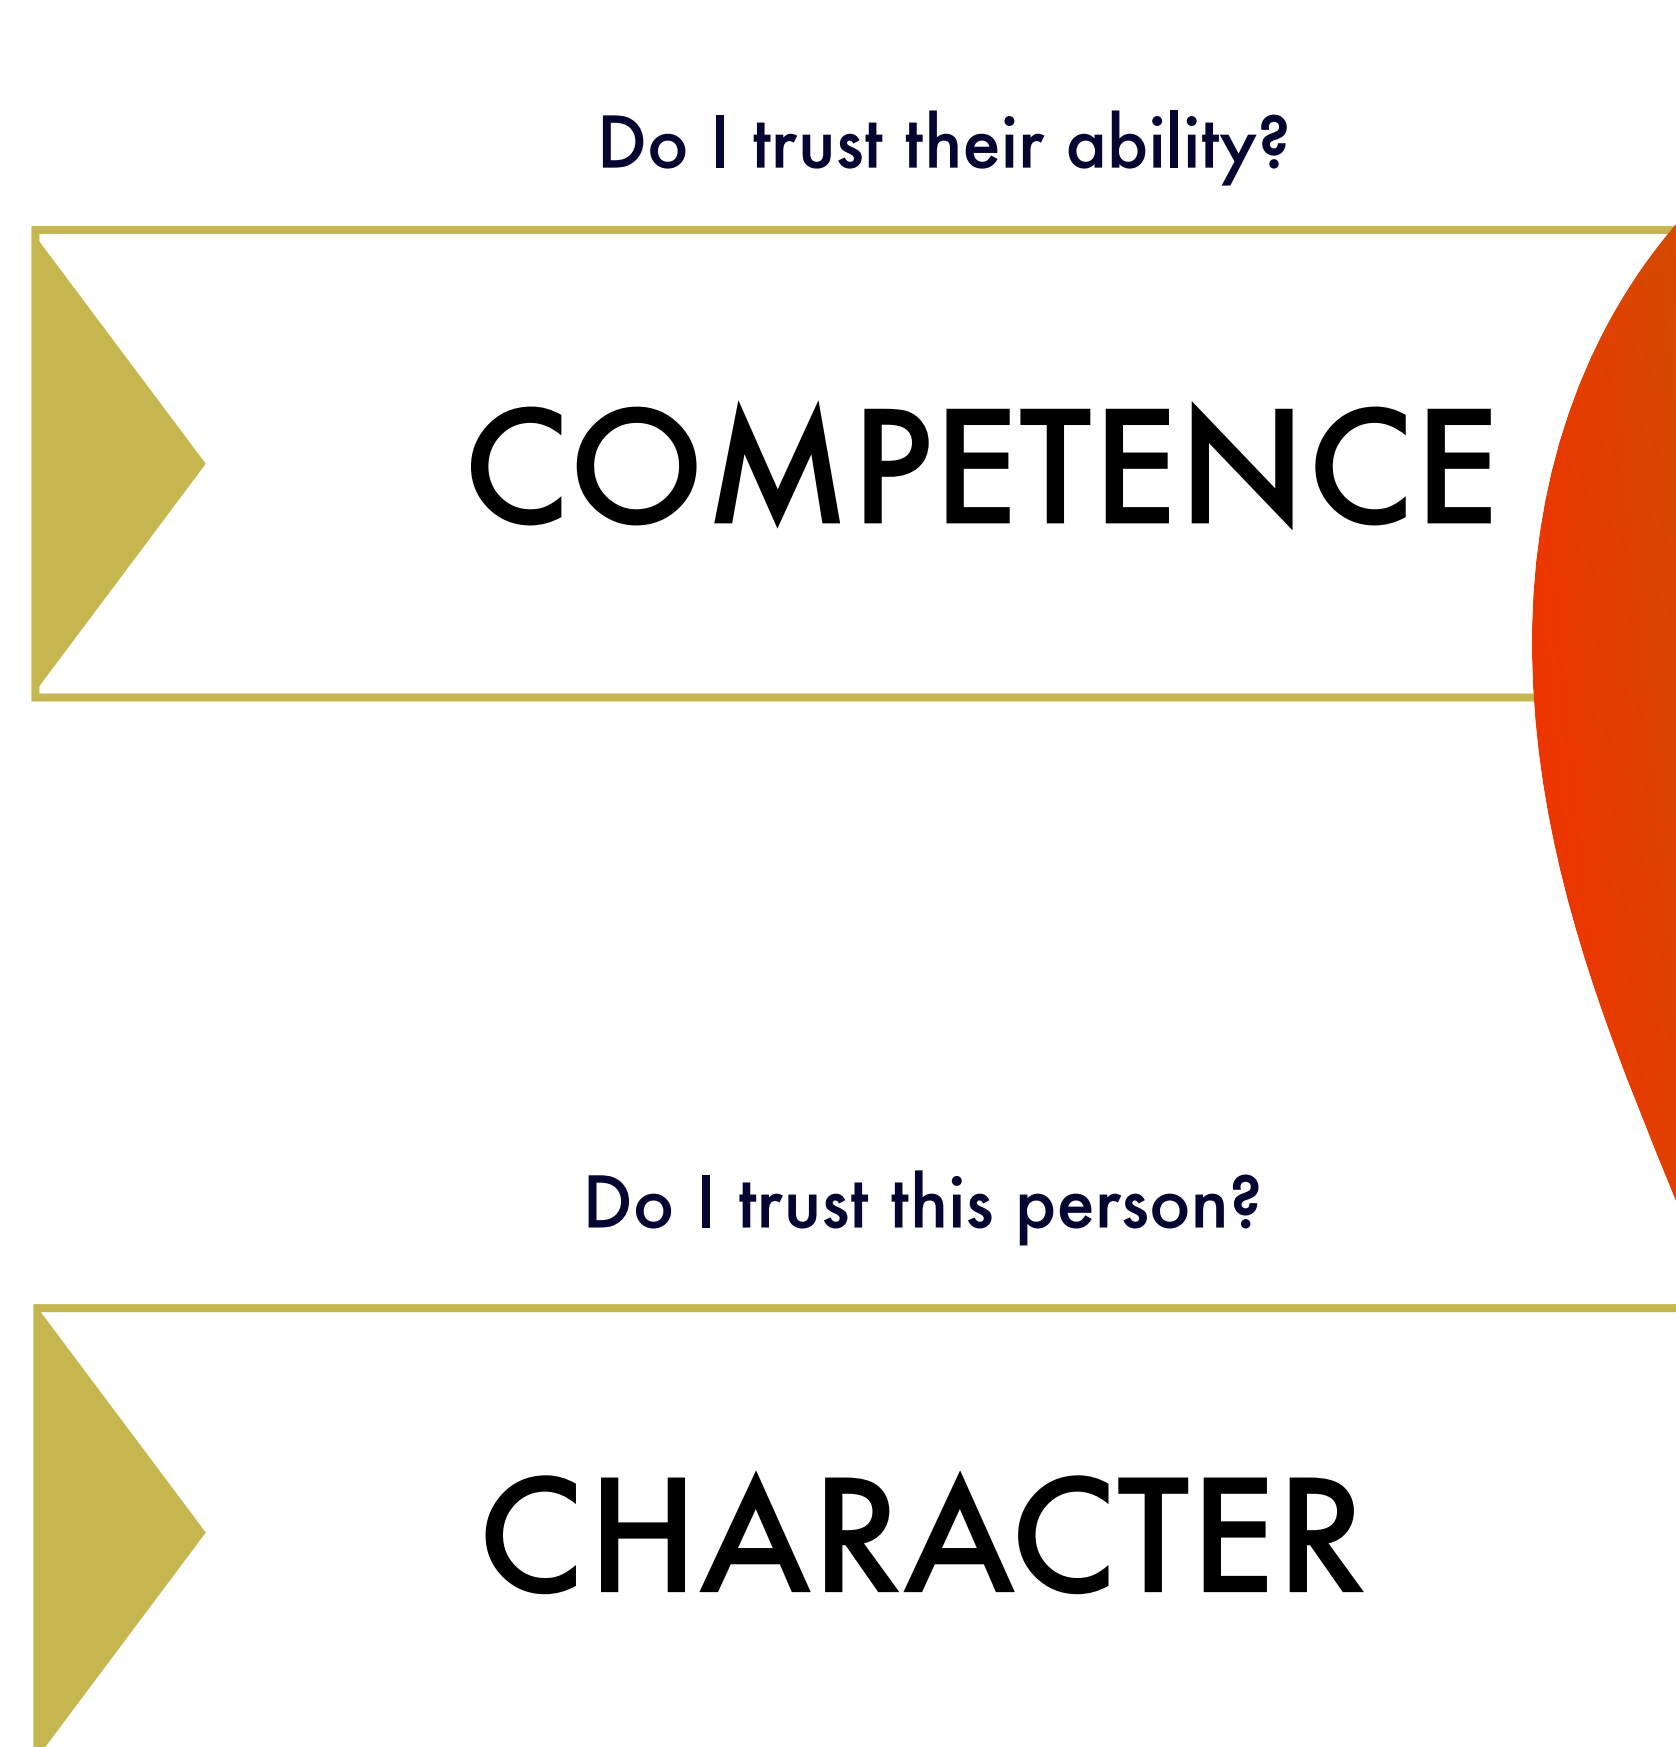 Do I trust their ability?
COMPETENCE
Do I trust this person?
CHARACTER